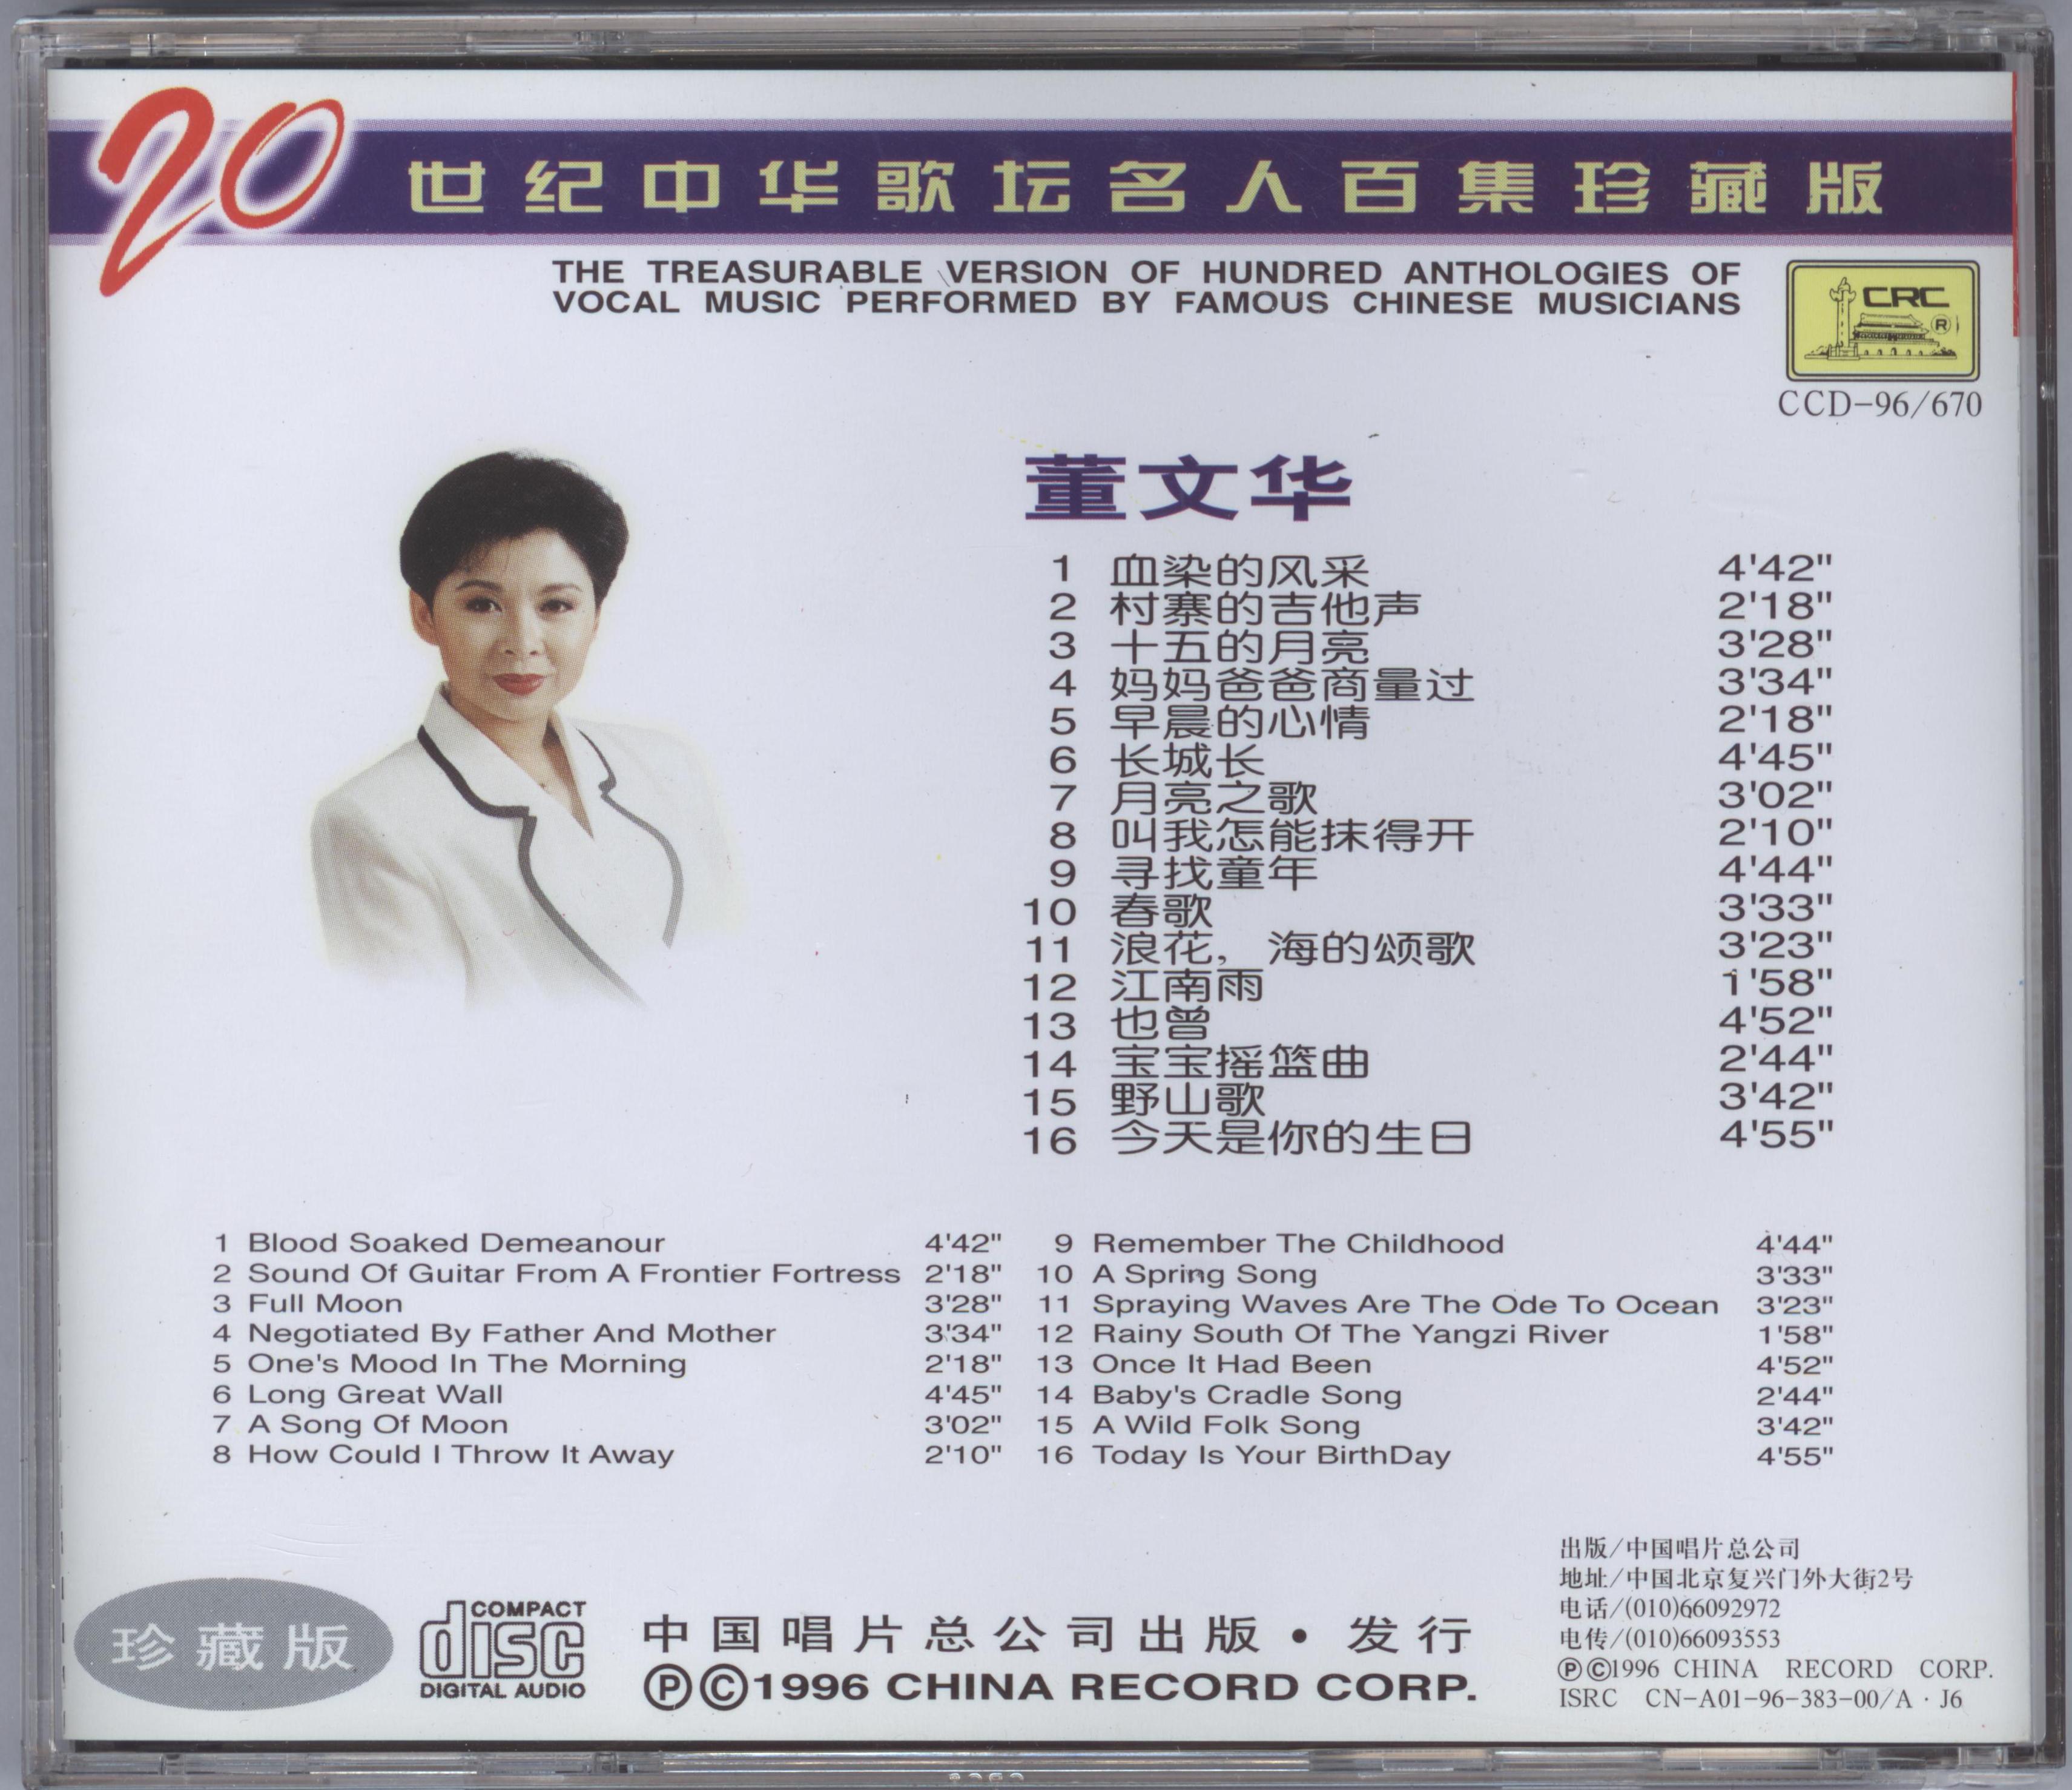 20世纪中华歌坛名人百集珍藏版
THE TREASURABLE VERSION OF HUNDRED ANTHOLOGIES OF
VOCAL MUSIC PERFORMED BY FAMOUS CHINESE MUSICIANS
CRC
®
CCD-96/670
董文华
1 血染的风采 4'42"
2 村寨的吉他声 2'18"
3 十五的月亮 3'28"
4 妈妈爸爸商量过 3'34"
5 早晨的心情 2'18"
6 长城长 4'45"
7 月亮之歌 3'02"
8 叫我怎能抹得开 2'10"
9 寻找童年 4'44"
10 春歌 3'33"
11 浪花，海的颂歌 3'23"
12 江南雨 1'58"
13 也曾 4'52"
14 宝宝摇篮曲 2'44"
15 野山歌 3'42"
16 今天是你的生日 4'55"
1 Blood Soaked Demeanour 4'42"
2 Sound Of Guitar From A Frontier Fortress 2'18"
3 Full Moon 3'28"
4 Negotiated By Father And Mother 3'34"
5 One's Mood In The Morning 2'18"
6 Long Great Wall 4'45"
7 A Song Of Moon 3'02"
8 How Could I Throw It Away 2'10"
9 Remember The Childhood 4'44"
10 A Spring Song 3'33"
11 Spraying Waves Are The Ode To Ocean 3'23"
12 Rainy South Of The Yangzi River 1'58"
13 Once It Had Been 4'52"
14 Baby's Cradle Song 2'44"
15 A Wild Folk Song 3'42"
16 Today Is Your BirthDay 4'55"
珍藏版
COMPACT
disc
DIGITAL AUDIO
中国唱片总公司出版·发行
ⓅⒸ1996 CHINA RECORD CORP.
出版/中国唱片总公司
地址/中国北京复兴门外大街2号
电话/(010)66092972
电传/(010)66093553
ⓅⒸ1996 CHINA RECORD CORP.
ISRC CN-A01-96-383-00/A·J6